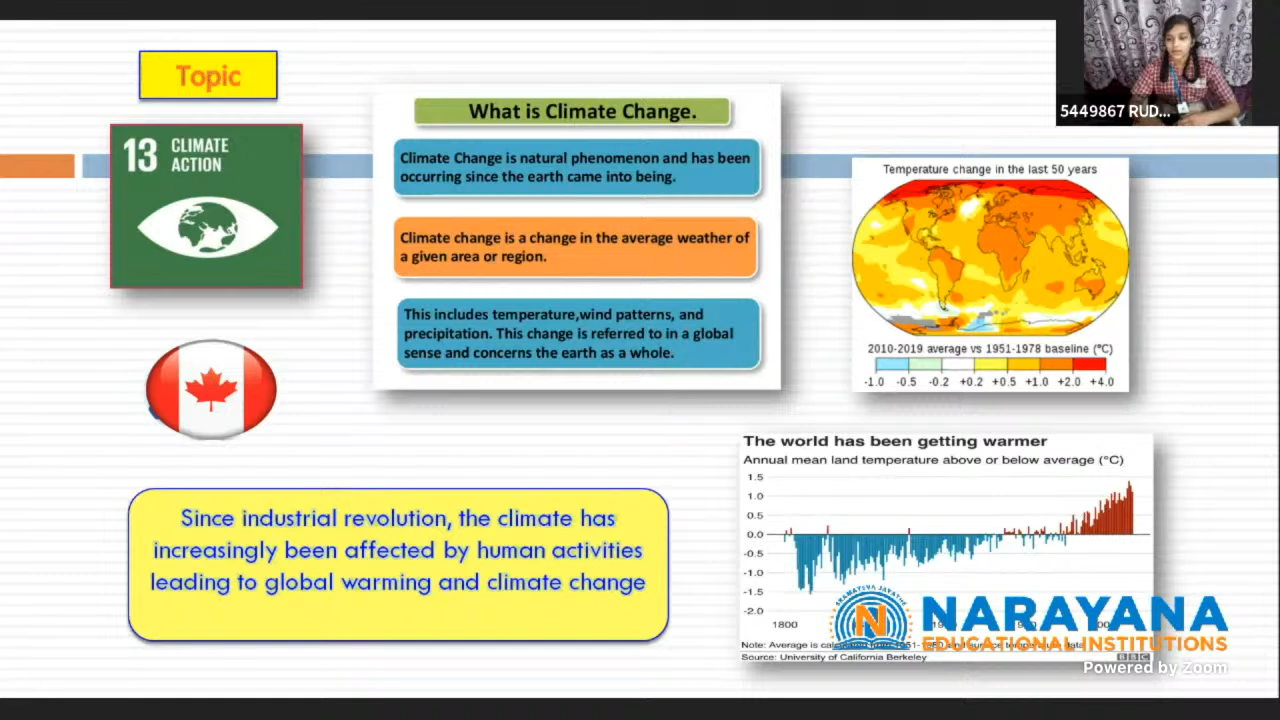 Topic
13 CLIMATE
ACTION
What is Climate Change.
Climate Change is natural phenomenon and has been
occurring since the earth came into being.
Climate change is a change in the average weather of
a given area or region.
This includes temperature,wind patterns, and
precipitation. This change is referred to in a global
sense and concerns the earth as a whole.
5449867 RUD...
Temperature change in the last 50 years
2010-2019 average vs 1951-1978 baseline (°C)
-1.0 -0.5 -0.2 +0.2 +0.5 +1.0 +2.0 +4.0
Since industrial revolution, the climate has
increasingly been affected by human activities
leading to global warming and climate change
The world has been getting warmer
Annual mean land temperature above or below average (°C)
1.5
1.0
0.5
0.0
-0.5
-1.0
-1.5
-2.0
1800
Note: Average is
Source: University of California Berkeley
BBC
N
NARAYANA
EDUCATIONAL INSTITUTIONS
Powered by Zoom